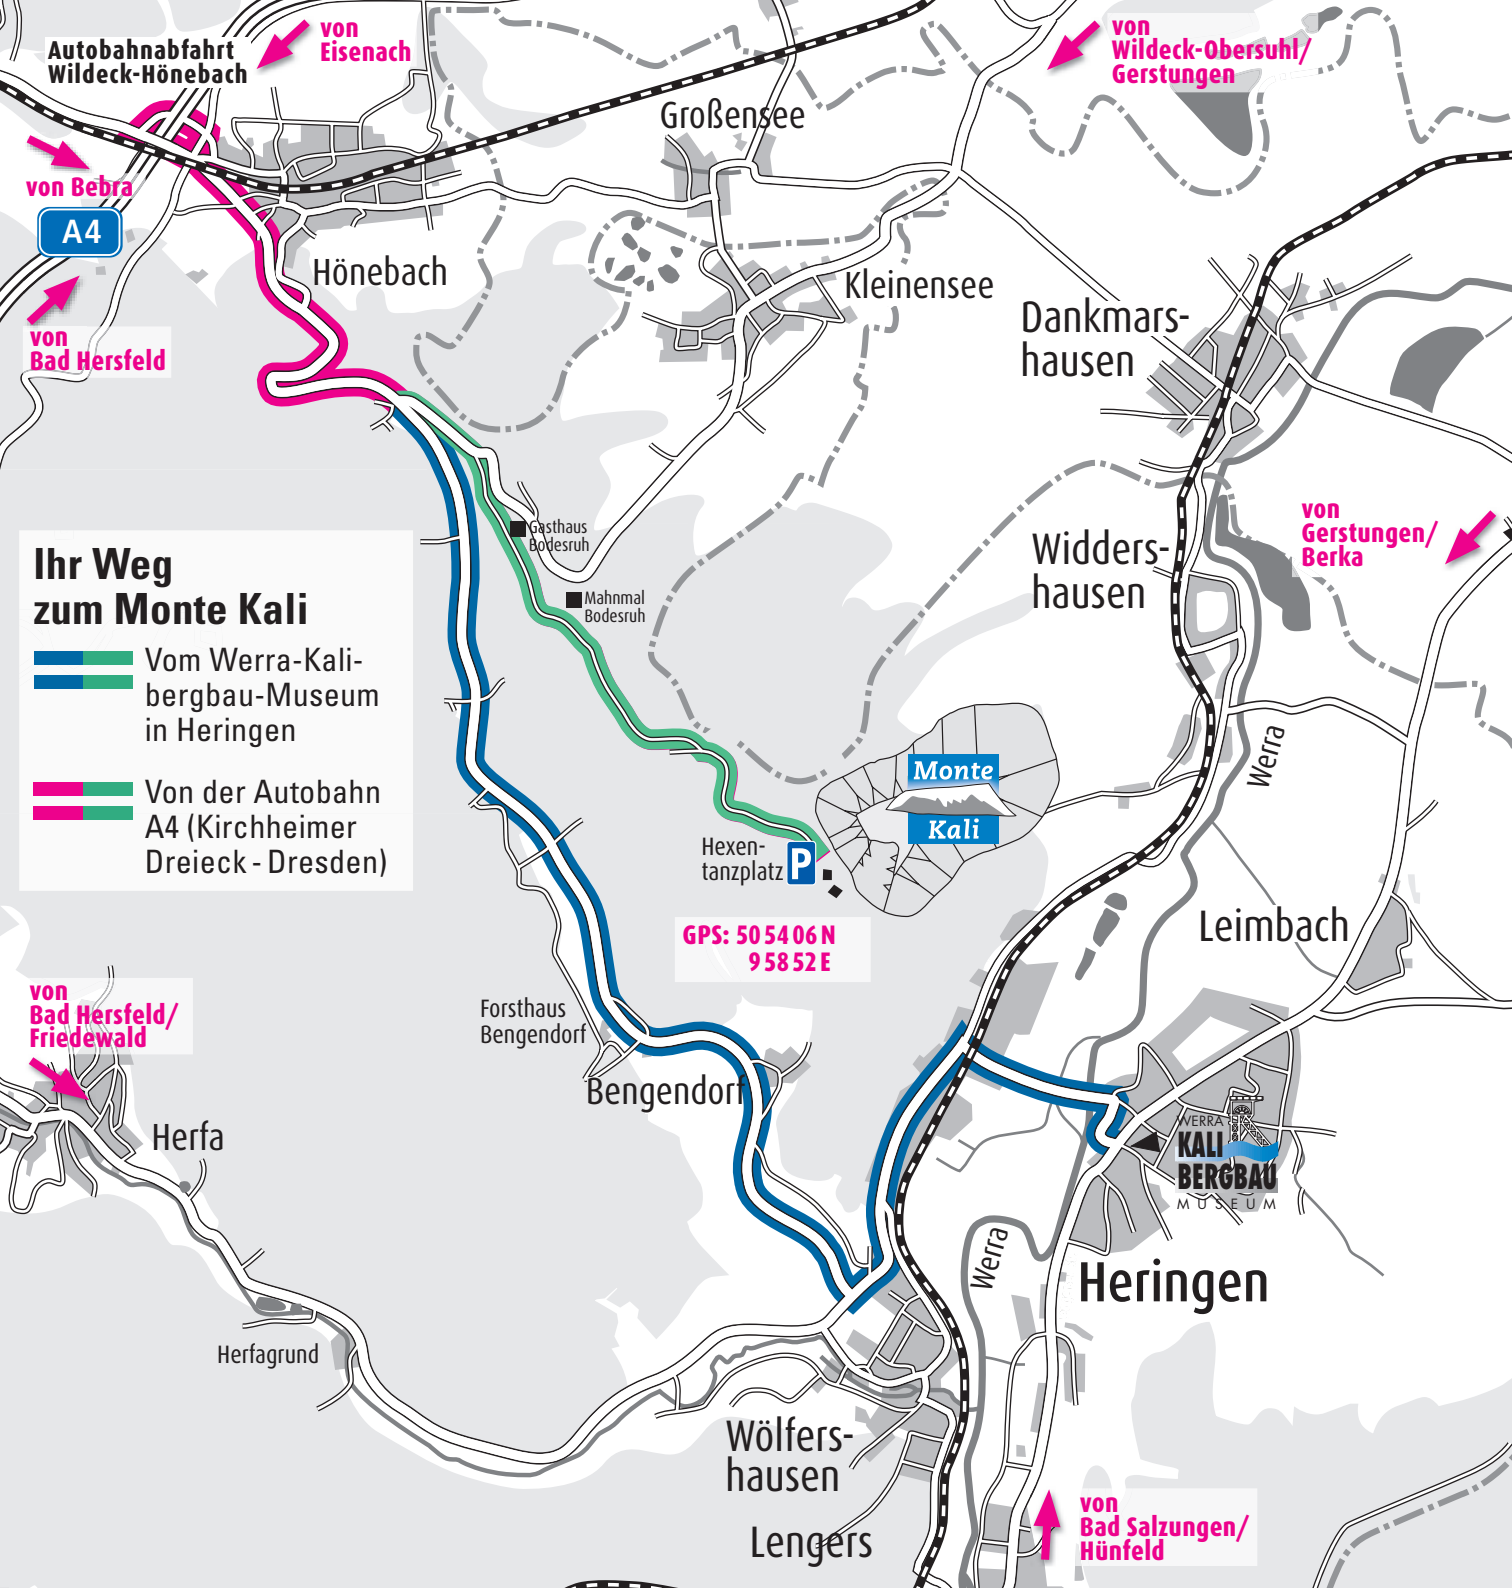 Autobahnabfahrt
Wildeck-Hönebach
von
Eisenach
von
Wildeck-Obersuhl/
Gerstungen
Großensee
von Bebra
A4
Hönebach
Kleinensee
von
Bad Hersfeld
Dankmars-
hausen
Gasthaus
Bodesruh
Mahnmal
Bodesruh
Widders-
hausen
von
Gerstungen/
Berka
Ihr Weg
zum Monte Kali
Vom Werra-Kali-
bergbau-Museum
in Heringen
Von der Autobahn
A4 (Kirchheimer
Dreieck - Dresden)
Werra
Monte
Kali
Hexen-
tanzplatz
P
GPS: 50 54 06 N
9 58 52 E
Leimbach
von
Bad Hersfeld/
Friedewald
Forsthaus
Bengendorf
Bengendorf
Herfa
WERRA
KALI
BERGBAU
MUSEUM
Werra
Heringen
Herfagrund
Wölfers-
hausen
Lengers
von
Bad Salzungen/
Hünfeld